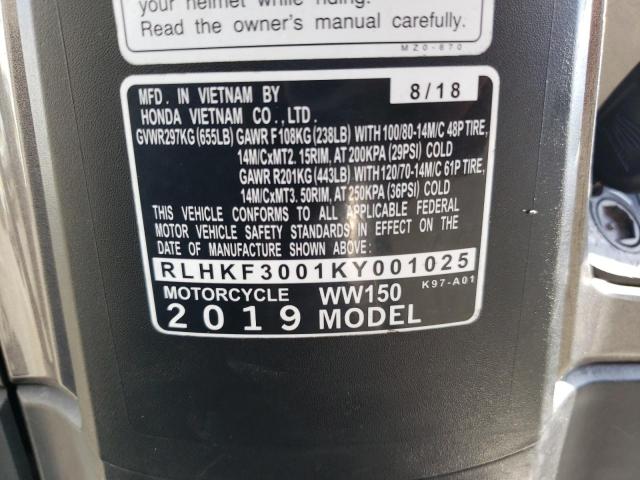 your helmet while riding.
Read the owner's manual carefully.
MZ0-670
MFD. IN VIETNAM BY 8/18
HONDA VIETNAM CO.,LTD.
GVWR297KG (655LB) GAWR F108KG (238LB) WITH 100/80-14M/C 48P TIRE,
14M/CxMT2. 15RIM, AT 200KPA (29PSI) COLD
GAWR R201KG (443LB) WITH 120/70-14M/C 61P TIRE,
14M/CxMT3. 50RIM, AT 250KPA (36PSI) COLD
THIS VEHICLE CONFORMS TO ALL APPLICABLE FEDERAL
MOTOR VEHICLE SAFETY STANDARDS IN EFFECT ON THE
DATE OF MANUFACTURE SHOWN ABOVE:
RLHKF3001KY001025
MOTORCYCLE WW150 K97-A01
2019 MODEL